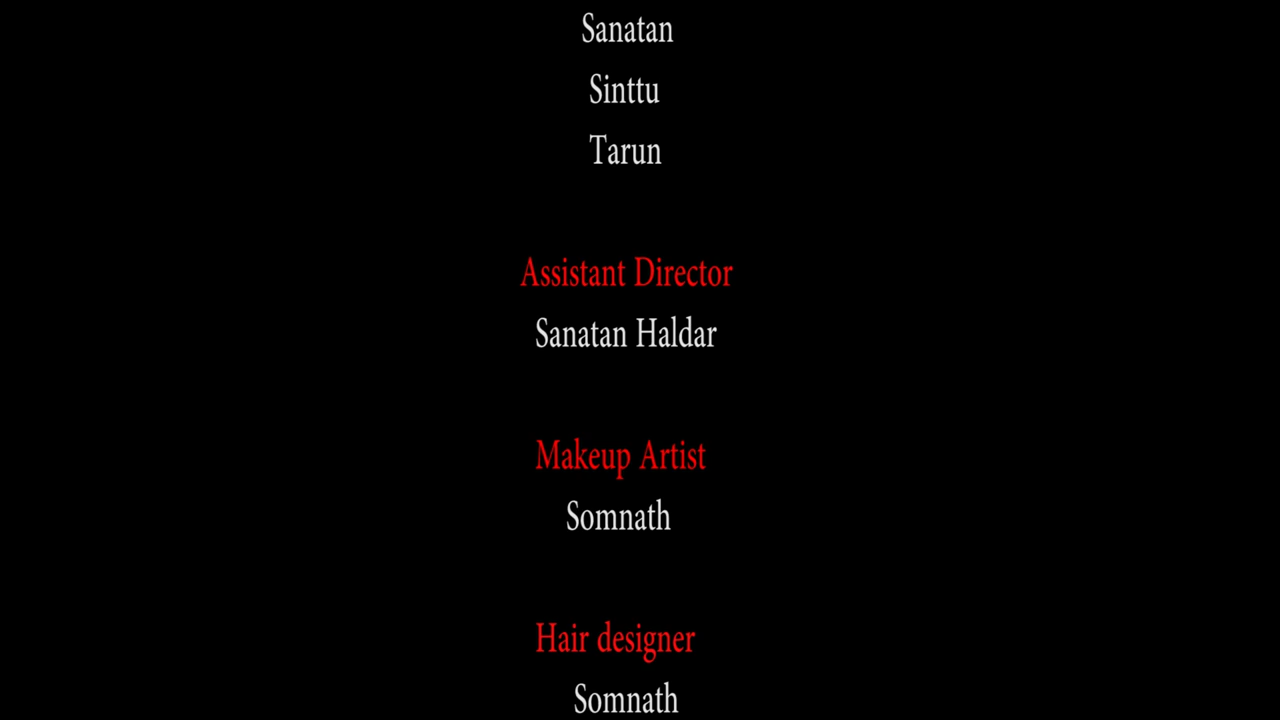 Sanatan
Sinttu
Tarun
Assistant Director
Sanatan Haldar
Makeup Artist
Somnath
Hair designer
Somnath